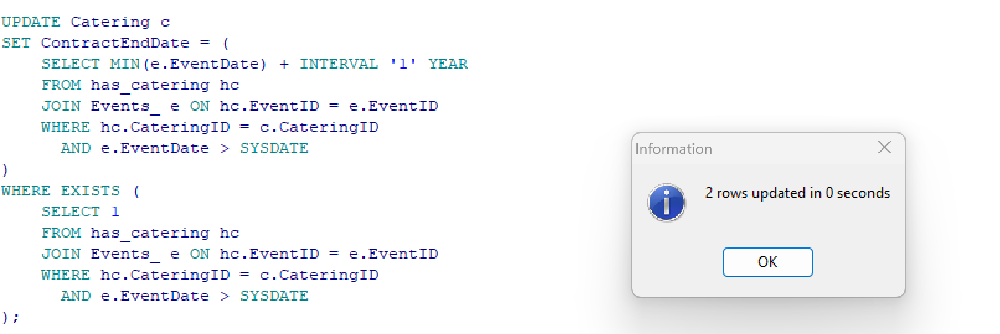 UPDATE Catering c
SET ContractEndDate = (
    SELECT MIN(e.EventDate) + INTERVAL '1' YEAR
    FROM has_catering hc
    JOIN Events_ e ON hc.EventID = e.EventID
    WHERE hc.CateringID = c.CateringID
      AND e.EventDate > SYSDATE
)
WHERE EXISTS (
    SELECT 1
    FROM has_catering hc
    JOIN Events_ e ON hc.EventID = e.EventID
    WHERE hc.CateringID = c.CateringID
      AND e.EventDate > SYSDATE
);
Information
2 rows updated in 0 seconds
OK